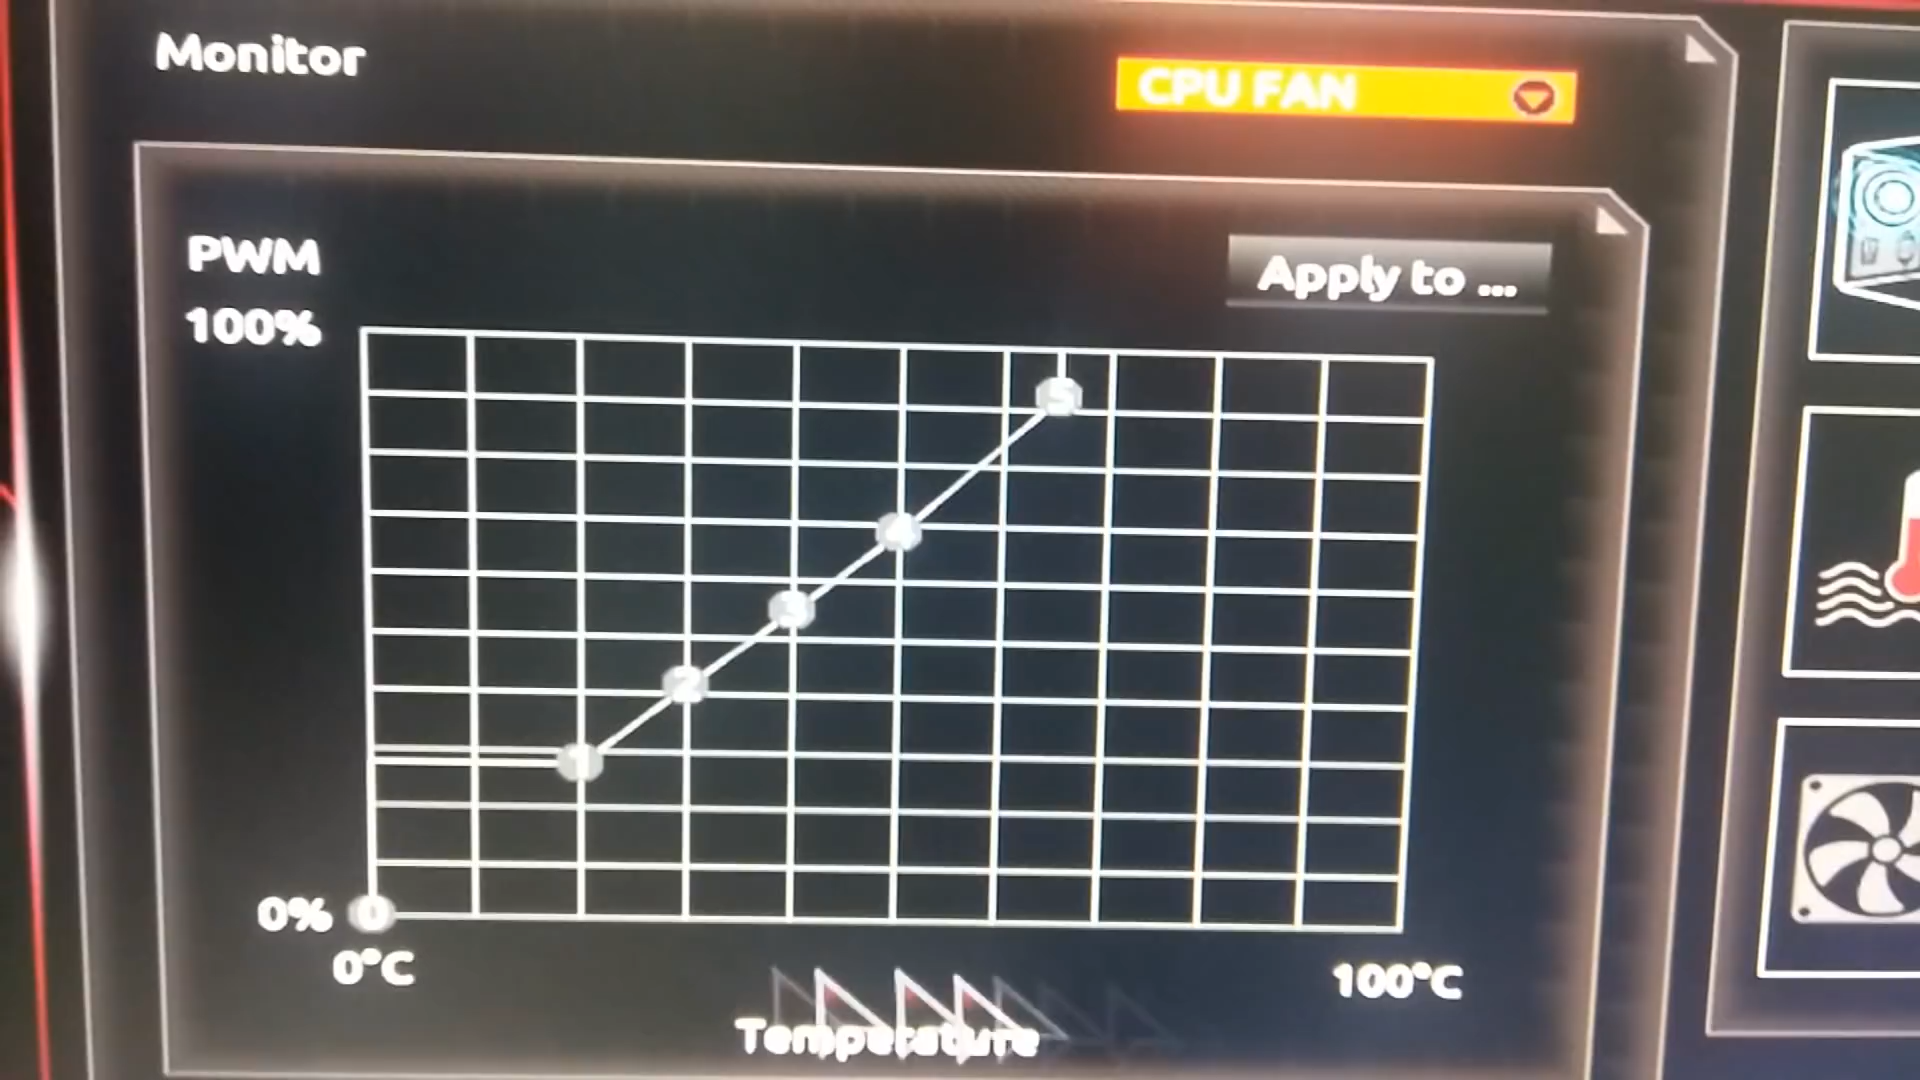 Monitor
CPU FAN
PWM
Apply to ...
100%
5
4
3
2
1
0% 0
0°C
100°C
Temperature